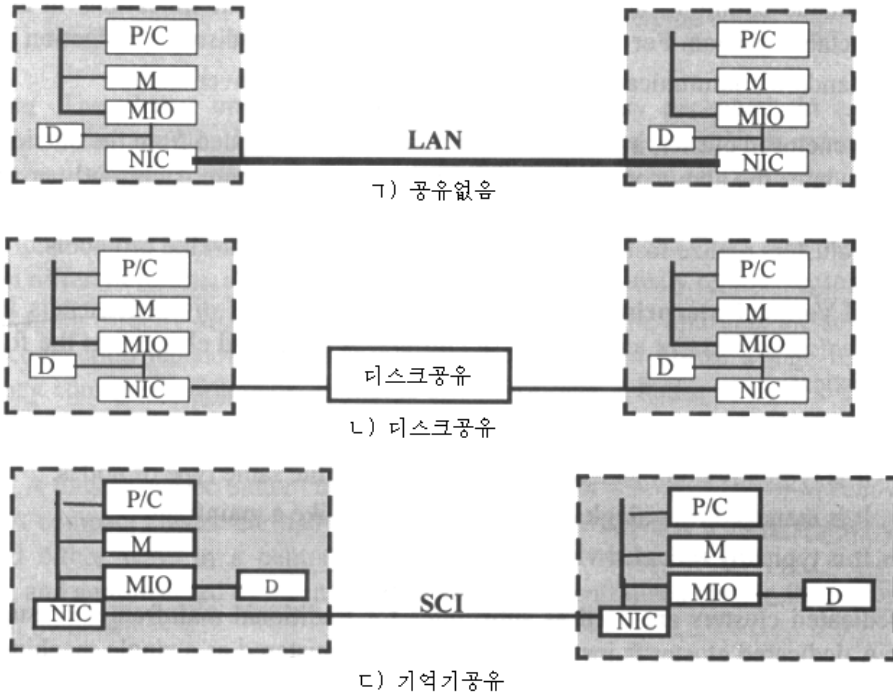 P/C P/C
M M
MIO MIO
D LAN D
NIC NIC
ㄱ) 공유없음
P/C P/C
M M
MIO MIO
D 디스크공유 D
NIC NIC
ㄴ) 디스크공유
P/C P/C
M M
MIO D MIO D
NIC SCI NIC
ㄷ) 기억기공유